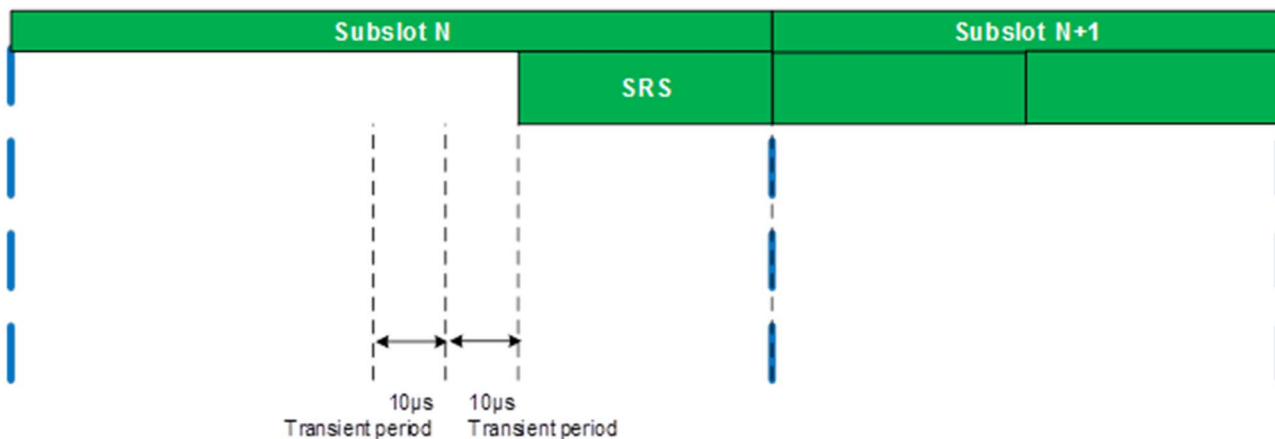 Subslot N
Subslot N+1
SRS
10µs
Transient period
10µs
Transient period